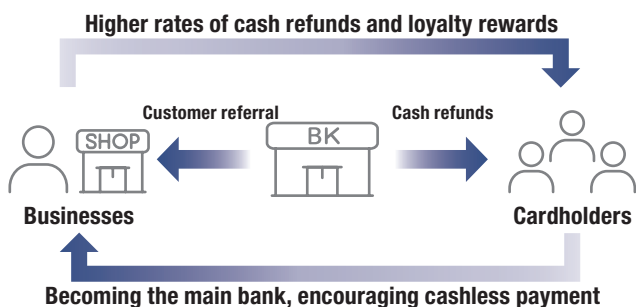 Higher rates of cash refunds and loyalty rewards
Customer referral
Cash refunds
SHOP
BK
Businesses
Cardholders
Becoming the main bank, encouraging cashless payment